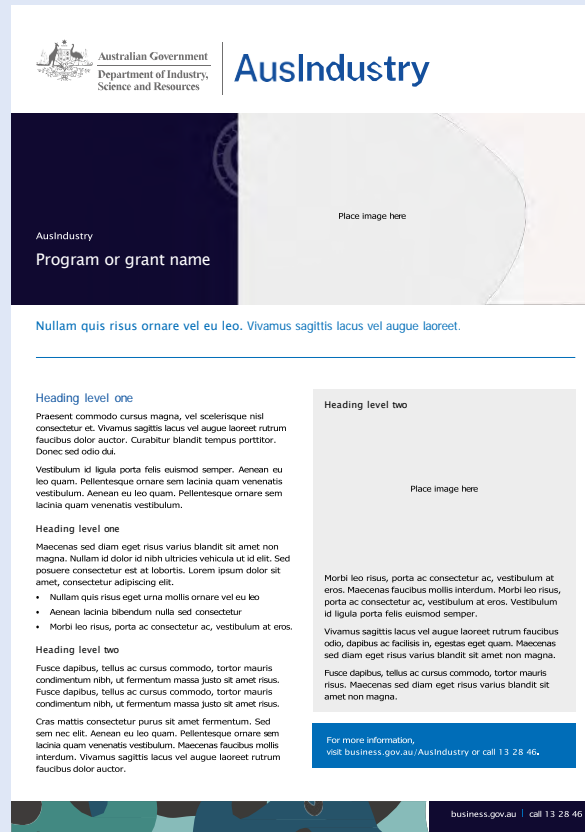 Australian Government
Department of Industry,
Science and Resources
AusIndustry
Place image here
AusIndustry
Program or grant name
Nullam quis risus ornare vel eu leo. Vivamus sagittis lacus vel augue laoreet.
Heading level one
Praesent commodo cursus magna, vel scelerisque nisl
consectetur et. Vivamus sagittis lacus vel augue laoreet rutrum
faucibus dolor auctor. Curabitur blandit tempus porttitor.
Donec sed odio dui.
Vestibulum id ligula porta felis euismod semper. Aenean eu
leo quam. Pellentesque ornare sem lacinia quam venenatis
vestibulum. Aenean eu leo quam. Pellentesque ornare sem
lacinia quam venenatis vestibulum.
Heading level one
Maecenas sed diam eget risus varius blandit sit amet non
magna. Nullam id dolor id nibh ultricies vehicula ut id elit. Sed
posuere consectetur est at lobortis. Lorem ipsum dolor sit
amet, consectetur adipiscing elit.
• Nullam quis risus eget urna mollis ornare vel eu leo
• Aenean lacinia bibendum nulla sed consectetur
• Morbi leo risus, porta ac consectetur ac, vestibulum at eros.
Heading level two
Fusce dapibus, tellus ac cursus commodo, tortor mauris
condimentum nibh, ut fermentum massa justo sit amet risus.
Fusce dapibus, tellus ac cursus commodo, tortor mauris
condimentum nibh, ut fermentum massa justo sit amet risus.
Cras mattis consectetur purus sit amet fermentum. Sed
sem nec elit. Aenean eu leo quam. Pellentesque ornare sem
lacinia quam venenatis vestibulum. Maecenas faucibus mollis
interdum. Vivamus sagittis lacus vel augue laoreet rutrum
faucibus dolor auctor.
Heading level two
Place image here
Morbi leo risus, porta ac consectetur ac, vestibulum at
eros. Maecenas faucibus mollis interdum. Morbi leo risus,
porta ac consectetur ac, vestibulum at eros. Vestibulum
id ligula porta felis euismod semper.
Vivamus sagittis lacus vel augue laoreet rutrum faucibus
odio, dapibus ac facilisis in, egestas eget quam. Maecenas
sed diam eget risus varius blandit sit amet non magna.
Fusce dapibus, tellus ac cursus commodo, tortor mauris
risus. Maecenas sed diam eget risus varius blandit sit
amet non magna.
For more information,
visit business.gov.au/AusIndustry or call 13 28 46.
business.gov.au | call 13 28 46